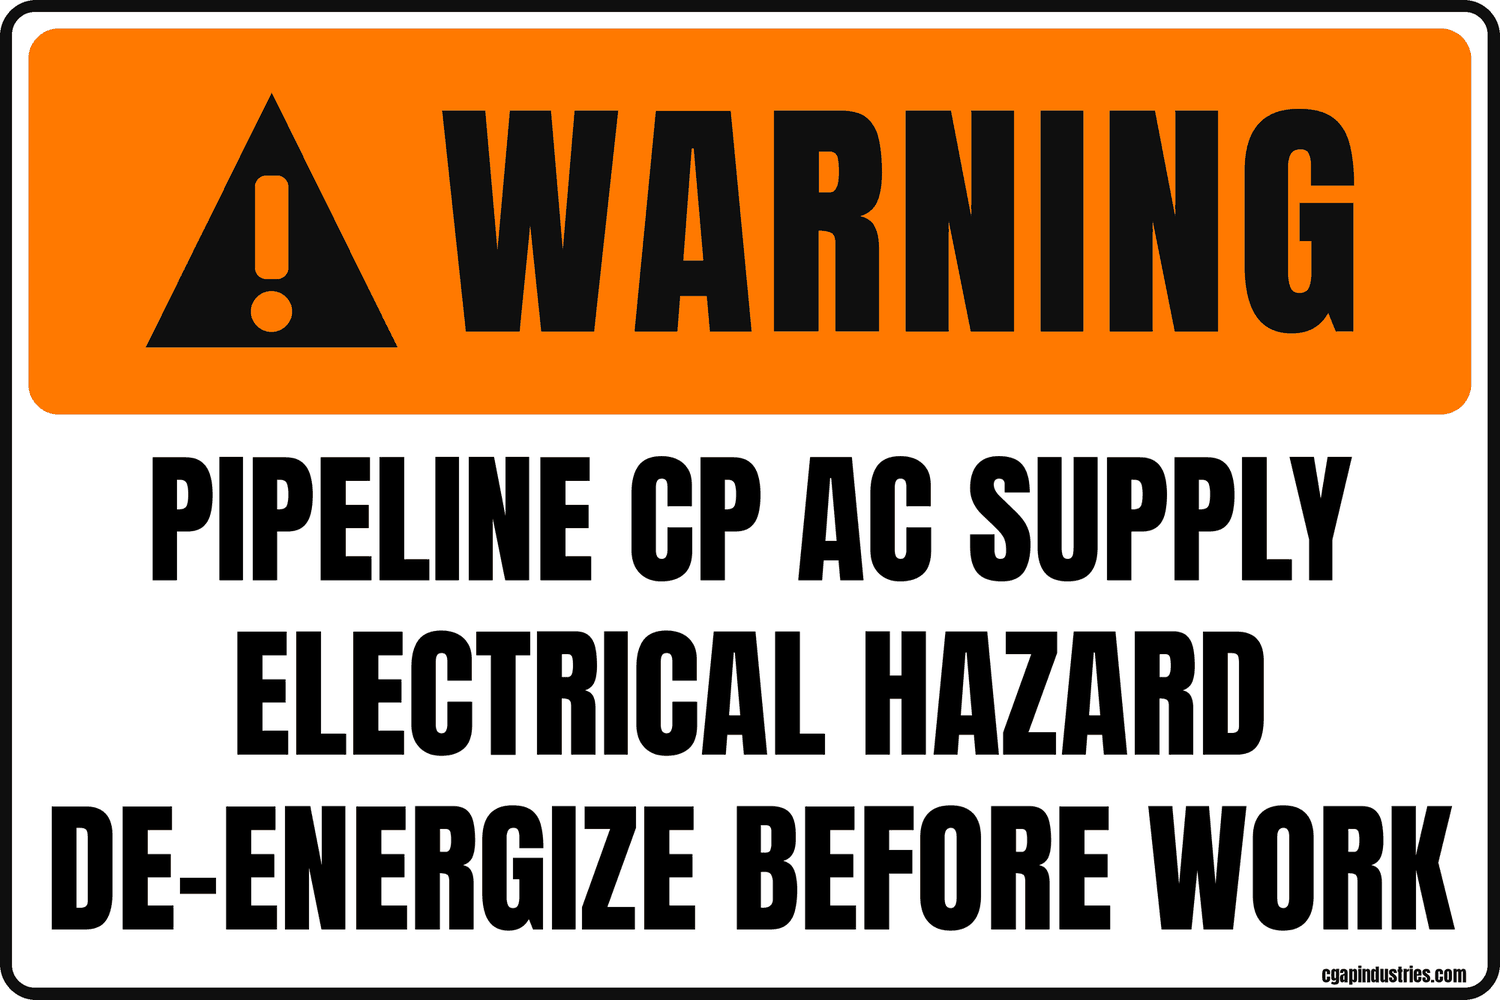 WARNING
PIPELINE CP AC SUPPLY
ELECTRICAL HAZARD
DE-ENERGIZE BEFORE WORK
cgapindustries.com